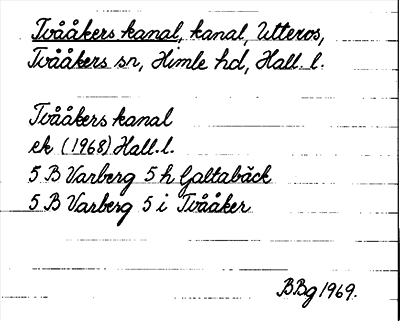 Tvååkers kanal, kanal, Utteros,
Tvååkers sn, Himle hd, Hall. l.
Tvååkers kanal
ek (1968) Hall. l.
5 B Varberg 5 h Galtabäck
5 B Varberg 5 i Tvååker
BBg 1969.